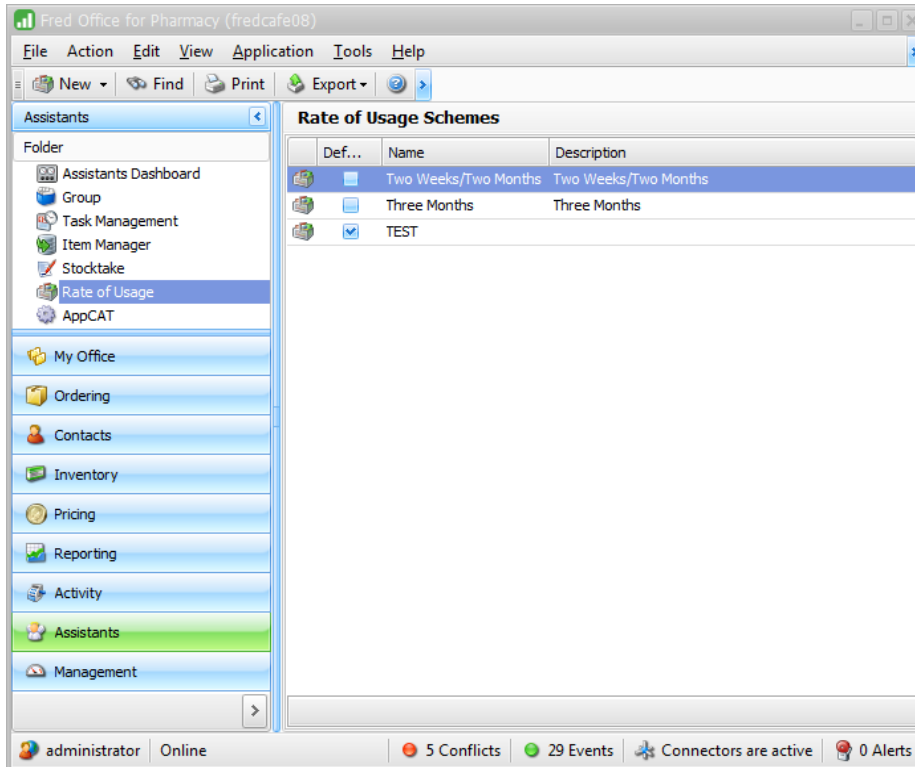 Fred Office for Pharmacy (fredcafe08)
File Action Edit View Application Tools Help
New Find Print Export
Assistants
Folder
Assistants Dashboard
Group
Task Management
Item Manager
Stocktake
Rate of Usage
AppCAT
My Office
Ordering
Contacts
Inventory
Pricing
Reporting
Activity
Assistants
Management
Rate of Usage Schemes
Def... Name Description
Two Weeks/Two Months Two Weeks/Two Months
Three Months Three Months
TEST
administrator Online 5 Conflicts 29 Events Connectors are active 0 Alerts